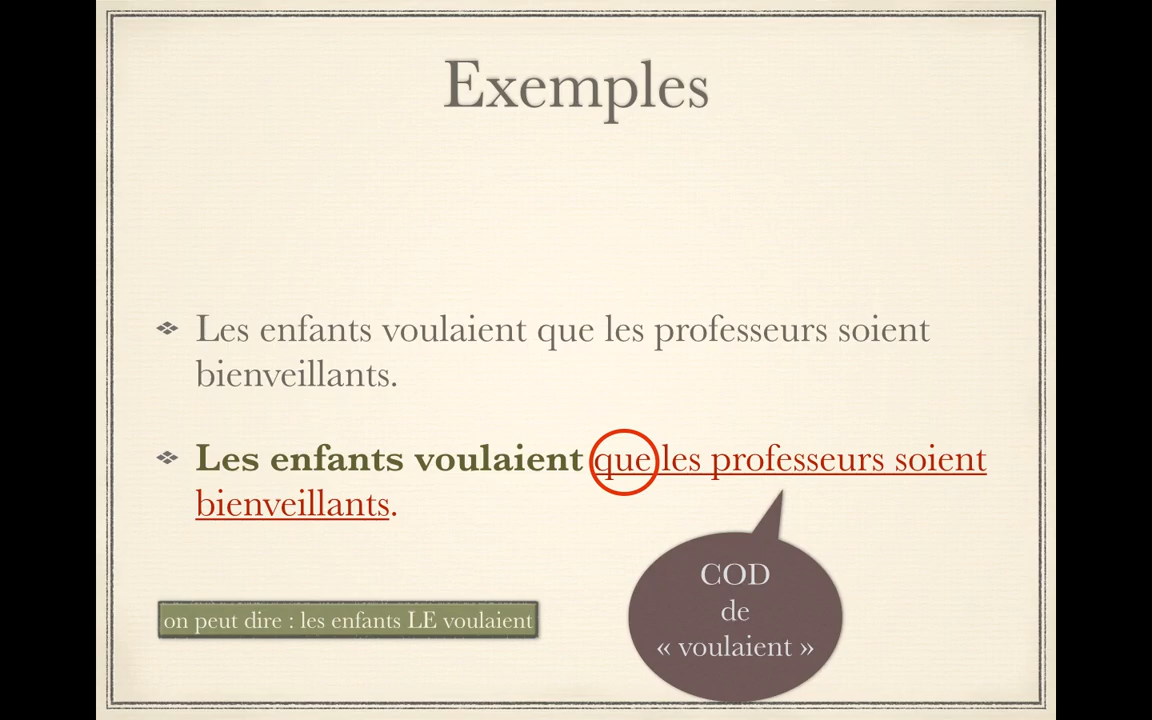 Exemples
Les enfants voulaient que les professeurs soient
bienveillants.
Les enfants voulaient que les professeurs soient
bienveillants.
on peut dire : les enfants LE voulaient
COD
de
« voulaient »